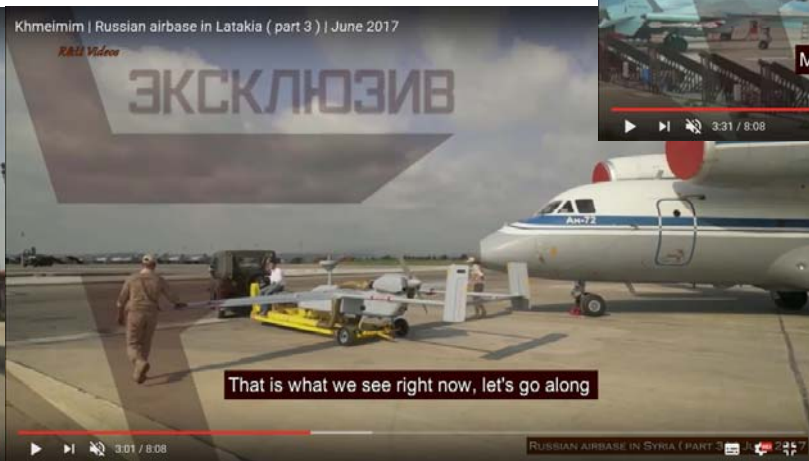 Khmeimim | Russian airbase in Latakia ( part 3 ) | June 2017
R&U Videos
ЭКСКЛЮЗИВ
3:31 / 8:08
Ан-72
That is what we see right now, let's go along
3:01 / 8:08
RUSSIAN AIRBASE IN SYRIA ( PART 3